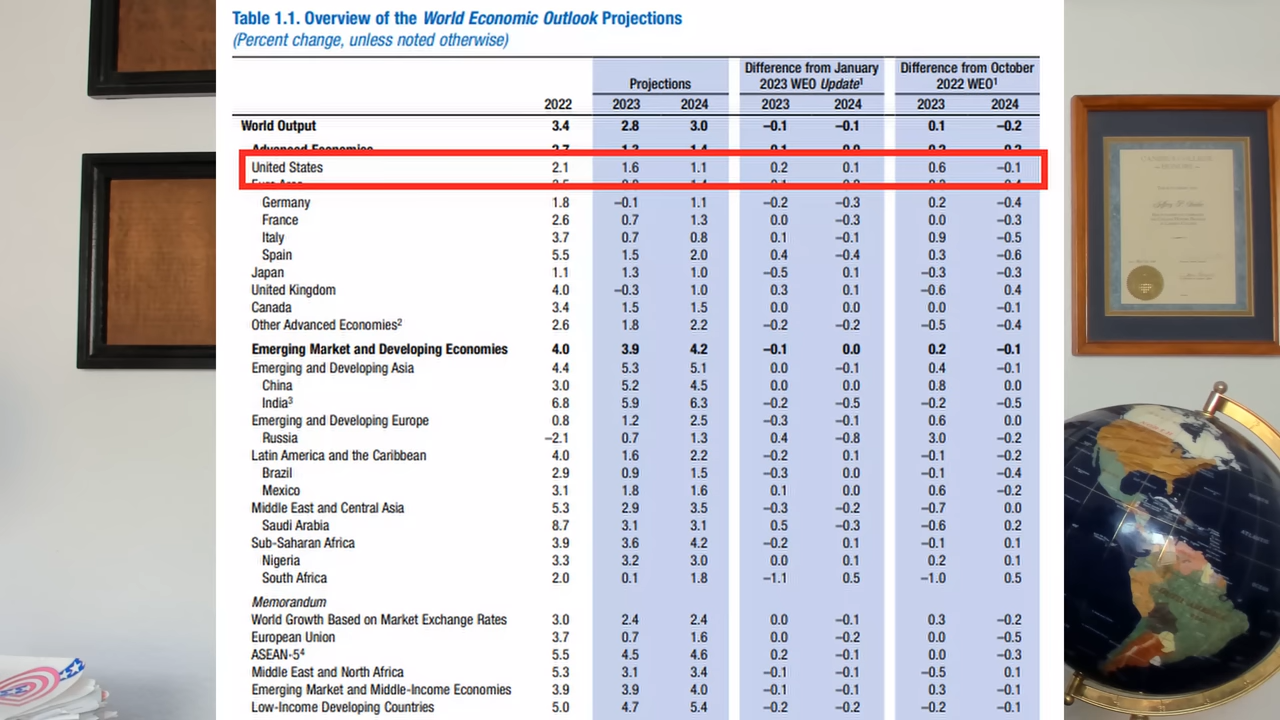 Table 1.1. Overview of the World Economic Outlook Projections
(Percent change, unless noted otherwise)
Difference from January Difference from October
Projections 2023 WEO Update¹ 2022 WEO¹
2022 2023 2024 2023 2024 2023 2024
World Output 3.4 2.8 3.0 –0.1 –0.1 0.1 –0.2
Advanced Economies
United States 2.1 1.6 1.1 0.2 0.1 0.6 –0.1
Germany 1.8 –0.1 1.1 –0.2 –0.3 0.2 –0.4
France 2.6 0.7 1.3 0.0 –0.3 0.0 –0.3
Italy 3.7 0.7 0.8 0.1 –0.1 0.9 –0.5
Spain 5.5 1.5 2.0 0.4 –0.4 0.3 –0.6
Japan 1.1 1.3 1.0 –0.5 0.1 –0.3 –0.3
United Kingdom 4.0 –0.3 1.0 0.3 0.1 –0.6 0.4
Canada 3.4 1.5 1.5 0.0 0.0 0.0 –0.1
Other Advanced Economies² 2.6 1.8 2.2 –0.2 –0.2 –0.5 –0.4
Emerging Market and Developing Economies 4.0 3.9 4.2 –0.1 0.0 0.2 –0.1
Emerging and Developing Asia 4.4 5.3 5.1 0.0 –0.1 0.4 –0.1
China 3.0 5.2 4.5 0.0 0.0 0.8 0.0
India³ 6.8 5.9 6.3 –0.2 –0.5 –0.2 –0.5
Emerging and Developing Europe 0.8 1.2 2.5 –0.3 –0.1 0.6 0.0
Russia –2.1 0.7 1.3 0.4 –0.8 3.0 –0.2
Latin America and the Caribbean 4.0 1.6 2.2 –0.2 0.1 –0.1 –0.2
Brazil 2.9 0.9 1.5 –0.3 0.0 –0.1 –0.4
Mexico 3.1 1.8 1.6 0.1 0.0 0.6 –0.2
Middle East and Central Asia 5.3 2.9 3.5 –0.3 –0.2 –0.7 0.0
Saudi Arabia 8.7 3.1 3.1 0.5 –0.3 –0.6 0.2
Sub-Saharan Africa 3.9 3.6 4.2 –0.2 0.1 –0.1 0.1
Nigeria 3.3 3.2 3.0 0.0 0.1 0.2 0.1
South Africa 2.0 0.1 1.8 –1.1 0.5 –1.0 0.5
Memorandum
World Growth Based on Market Exchange Rates 3.0 2.4 2.4 0.0 –0.1 0.3 –0.2
European Union 3.7 0.7 1.6 0.0 –0.2 0.0 –0.5
ASEAN-5⁴ 5.5 4.5 4.6 0.2 –0.1 0.0 –0.3
Middle East and North Africa 5.3 3.1 3.4 –0.1 –0.1 –0.5 0.1
Emerging Market and Middle-Income Economies 3.9 3.9 4.0 –0.1 –0.1 0.3 –0.1
Low-Income Developing Countries 5.0 4.7 5.4 –0.2 –0.2 –0.2 –0.1